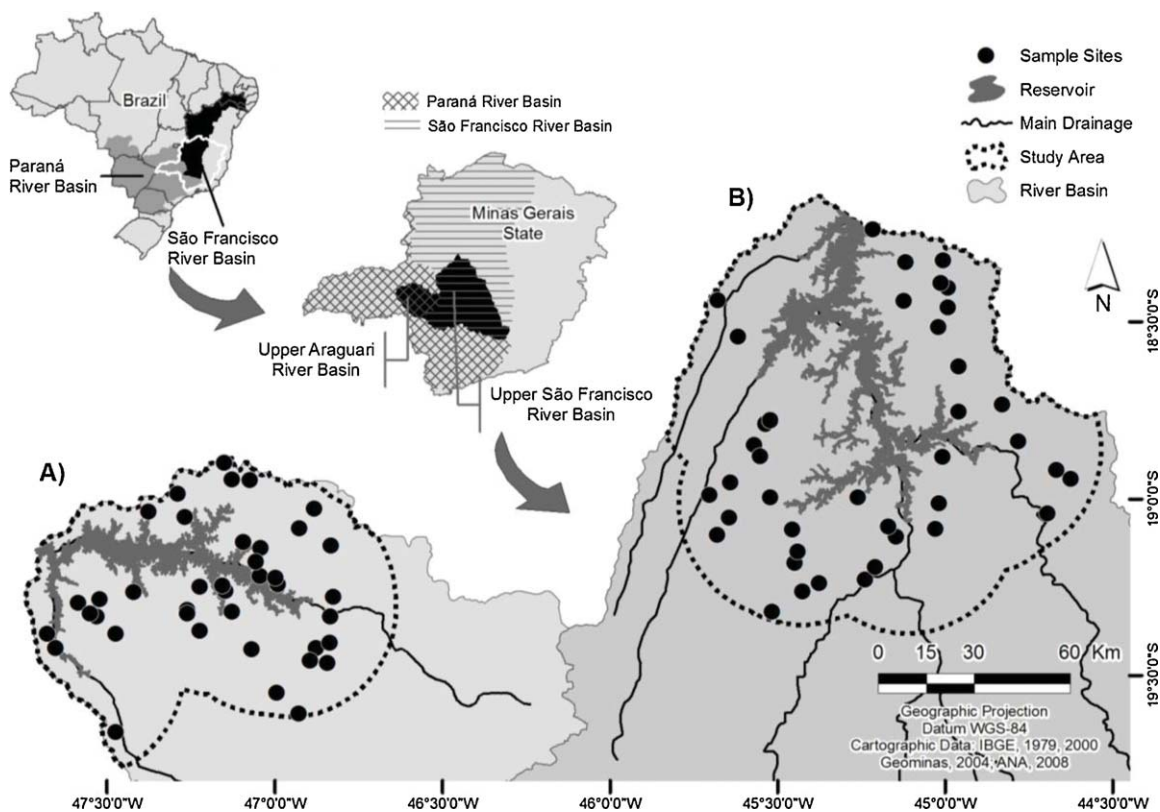 Brazil
Paraná
River Basin
São Francisco
River Basin
Paraná River Basin
São Francisco River Basin
Minas Gerais
State
Upper Araguari
River Basin
Upper São Francisco
River Basin
Sample Sites
Reservoir
Main Drainage
Study Area
River Basin
A)
B)
N
18°30'0"S
19°0'0"S
19°30'0"S
0 15 30 60 Km
Geographic Projection
Datum WGS-84
Cartographic Data: IBGE, 1979, 2000
Geominas, 2004; ANA, 2008
47°30'0"W 47°0'0"W 46°30'0"W 46°0'0"W 45°30'0"W 45°0'0"W 44°30'0"W